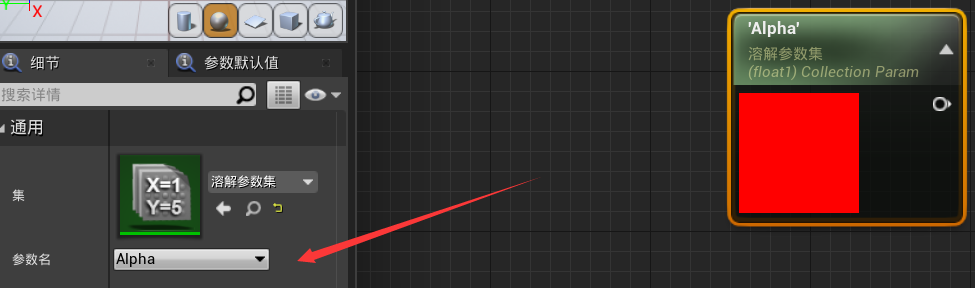 Y
X
细节
参数默认值
搜索详情
通用
集
X=1
Y=5
溶解参数集
参数名
Alpha
'Alpha'
溶解参数集
(float1) Collection Param